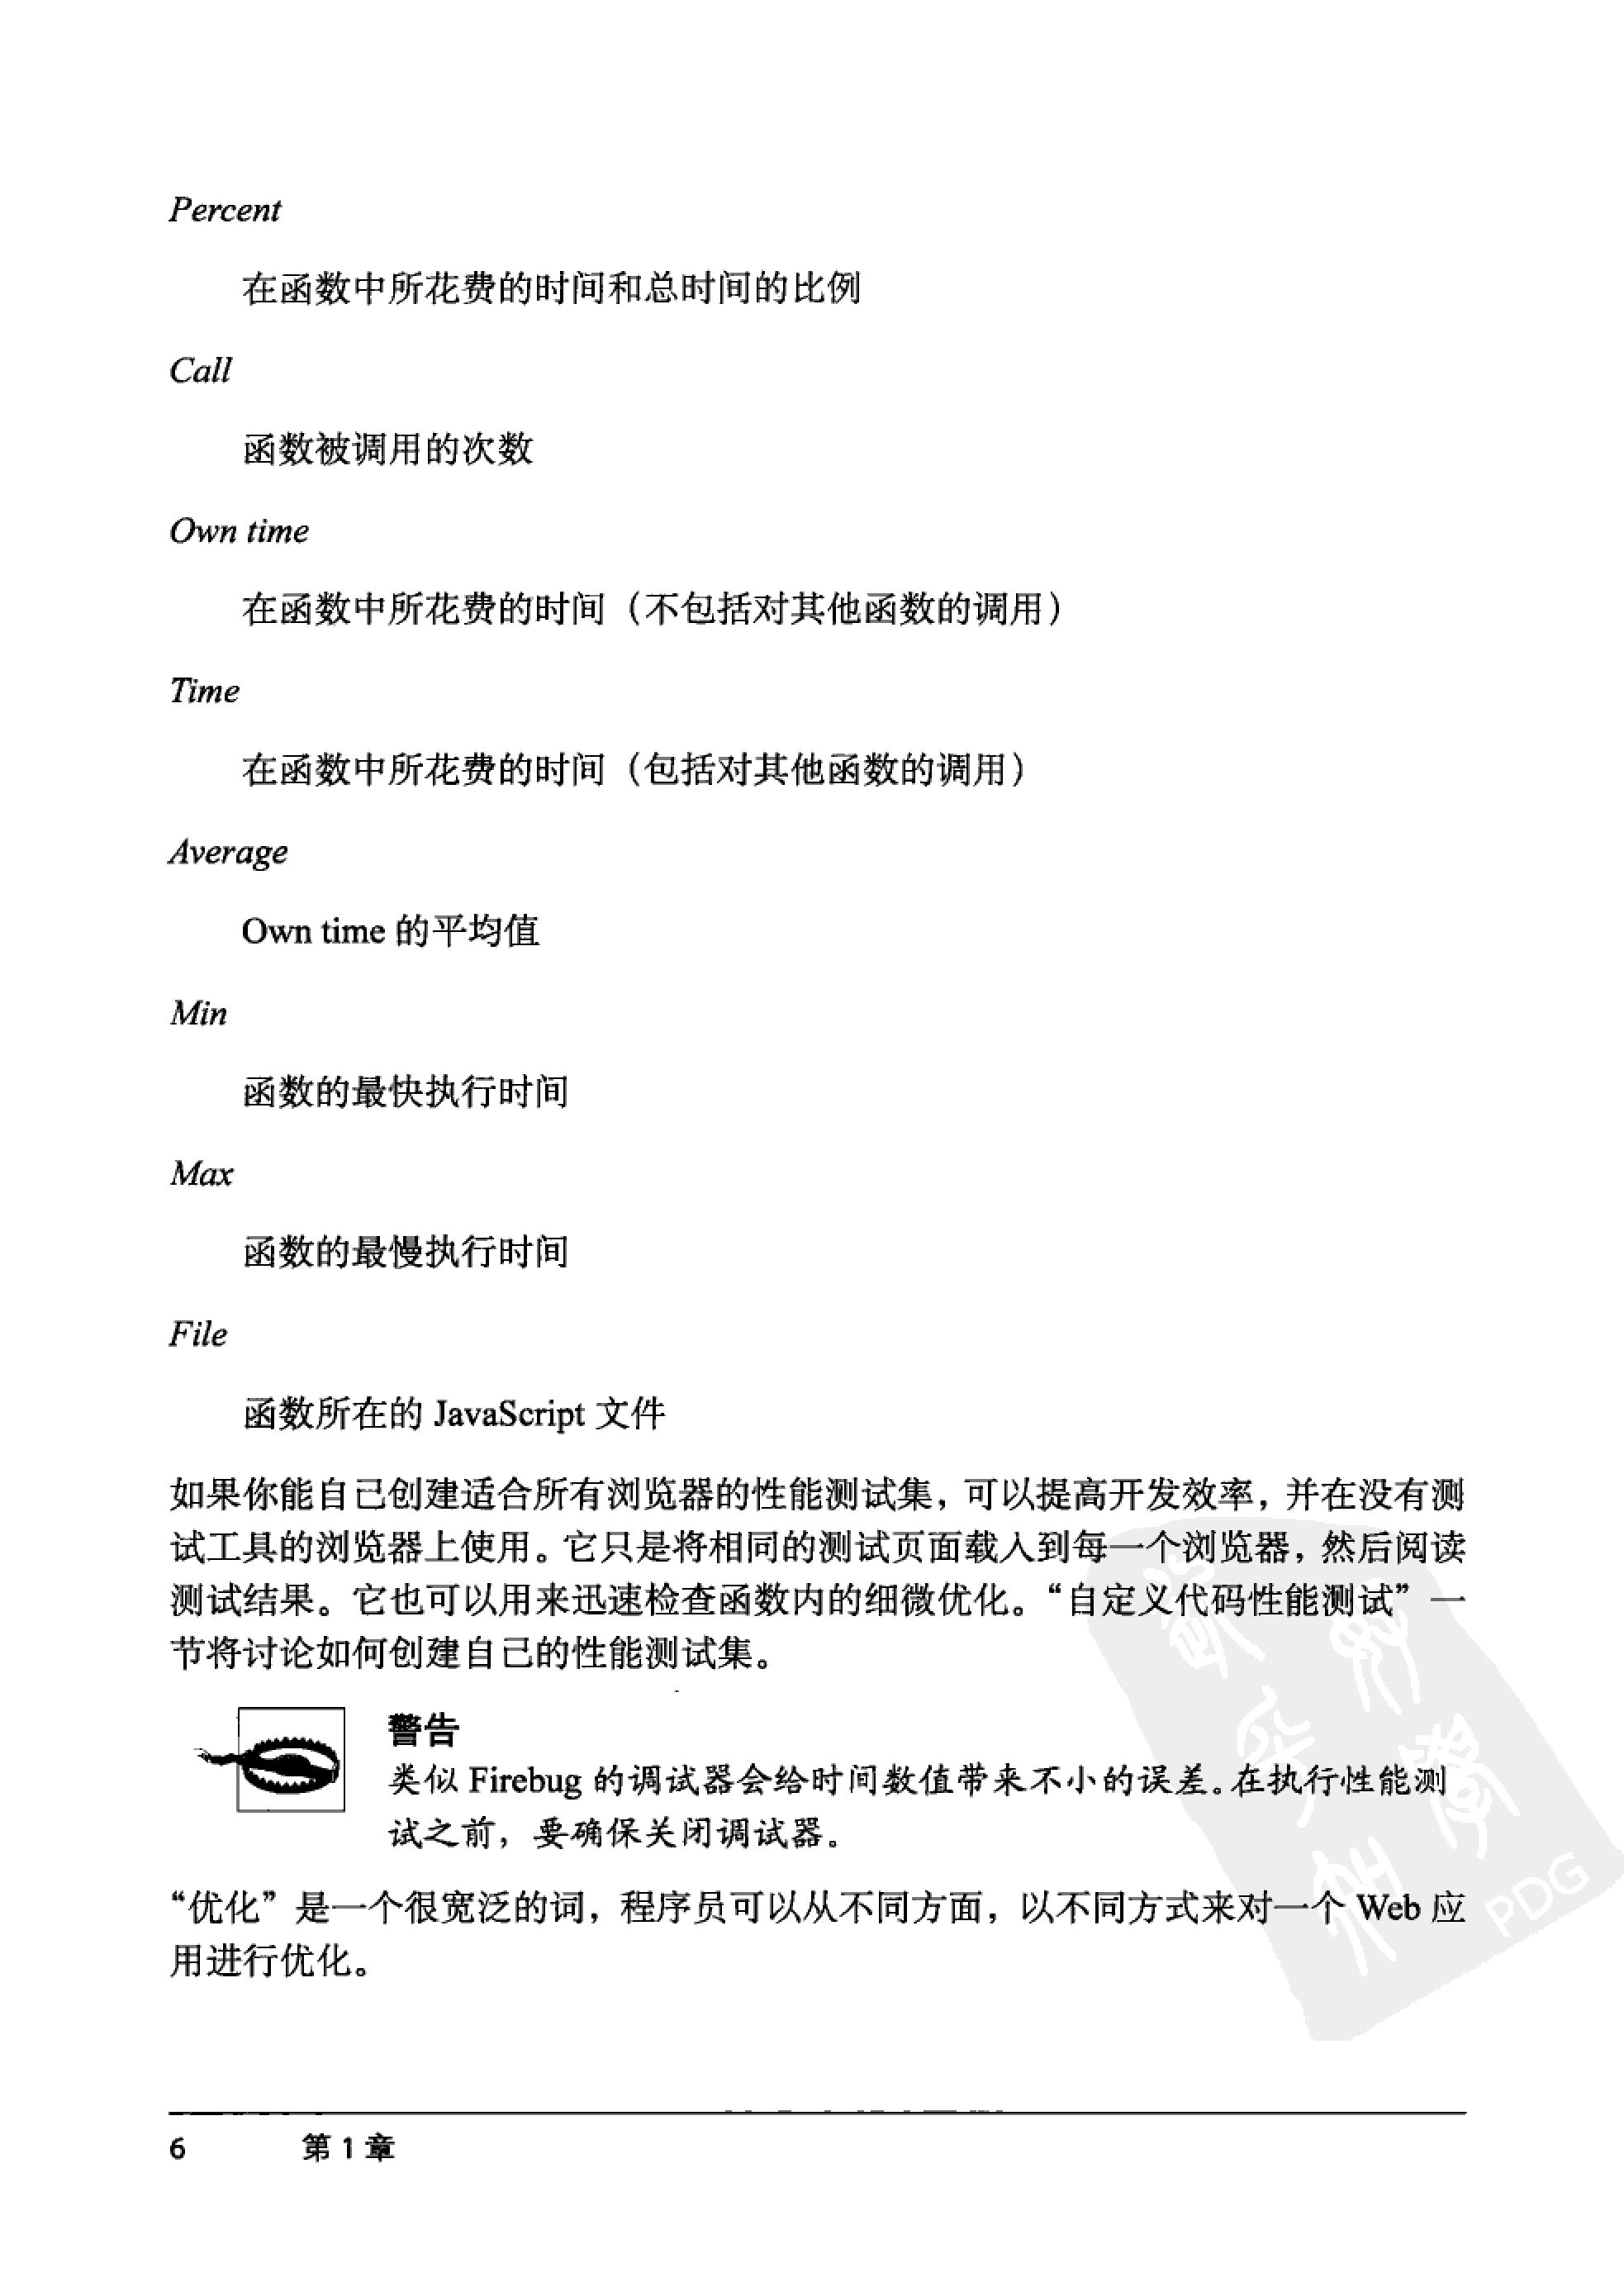 Percent
在函数中所花费的时间和总时间的比例
Call
函数被调用的次数
Own time
在函数中所花费的时间（不包括对其他函数的调用）
Time
在函数中所花费的时间（包括对其他函数的调用）
Average
Own time 的平均值
Min
函数的最快执行时间
Max
函数的最慢执行时间
File
函数所在的 JavaScript 文件
如果你能自己创建适合所有浏览器的性能测试集，可以提高开发效率，并在没有测
试工具的浏览器上使用。它只是将相同的测试页面载入到每一个浏览器，然后阅读
测试结果。它也可以用来迅速检查函数内的细微优化。“自定义代码性能测试”一
节将讨论如何创建自己的性能测试集。
警告
类似 Firebug 的调试器会给时间数值带来不小的误差。在执行性能测
试之前，要确保关闭调试器。
“优化”是一个很宽泛的词，程序员可以从不同方面，以不同方式来对一个 Web 应
用进行优化。
PDG
6 第 1 章